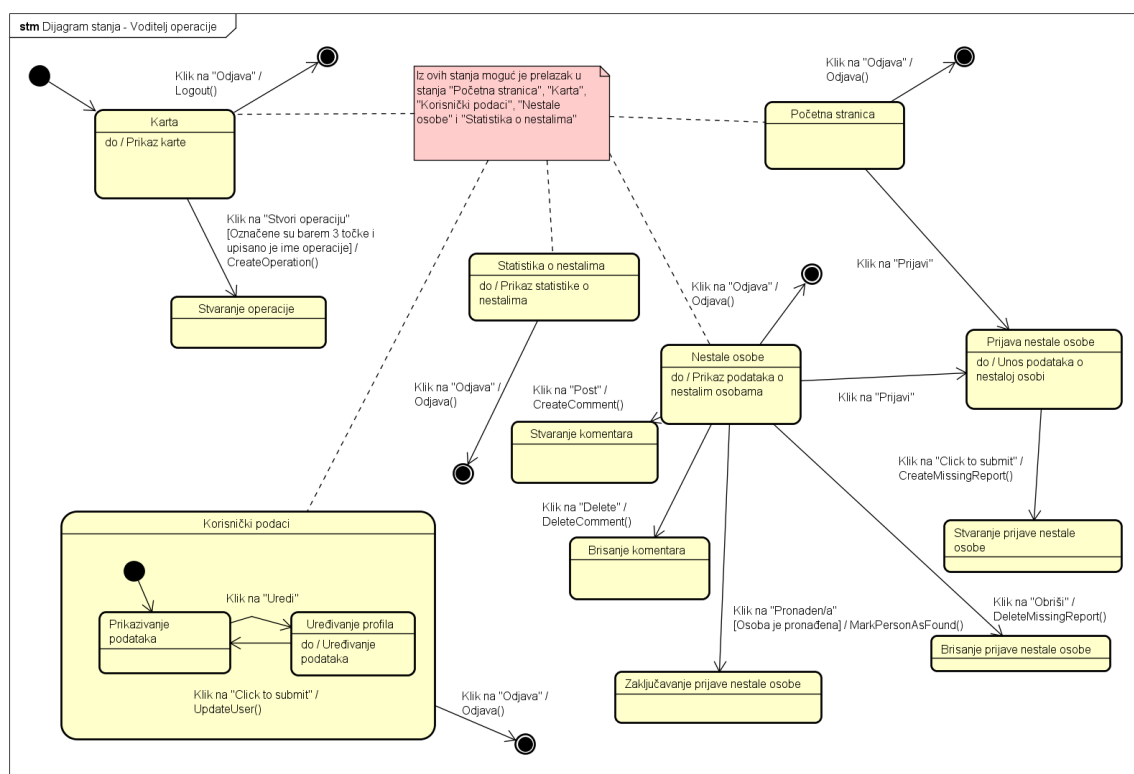 stm Dijagram stanja - Voditelj operacije
Klik na "Odjava" /
Logout()
Iz ovih stanja moguć je prelazak u
stanja "Početna stranica", "Karta",
"Korisnički podaci", "Nestale
osobe" i "Statistika o nestalima"
Klik na "Odjava" /
Odjava()
Karta
do / Prikaz karte
Početna stranica
Klik na "Stvori operaciju"
[Označene su barem 3 točke i
upisano je ime operacije] /
CreateOperation()
Stvaranje operacije
Statistika o nestalima
do / Prikaz statistike o
nestalima
Klik na "Prijavi"
Klik na "Odjava" /
Odjava()
Nestale osobe
do / Prikaz podataka o
nestalim osobama
Prijava nestale osobe
do / Unos podataka o
nestaloj osobi
Klik na "Odjava" /
Odjava()
Klik na "Post" /
CreateComment()
Klik na "Prijavi"
Stvaranje komentara
Klik na "Click to submit" /
CreateMissingReport()
Klik na "Delete" /
DeleteComment()
Korisnički podaci
Stvaranje prijave nestale
osobe
Brisanje komentara
Klik na "Uredi"
Prikazivanje
podataka
Uređivanje profila
do / Uređivanje
podataka
Klik na "Pronaden/a"
[Osoba je pronađena] / MarkPersonAsFound()
Klik na "Obriši" /
DeleteMissingReport()
Brisanje prijave nestale osobe
Zaključavanje prijave nestale osobe
Klik na "Click to submit" /
UpdateUser()
Klik na "Odjava" /
Odjava()